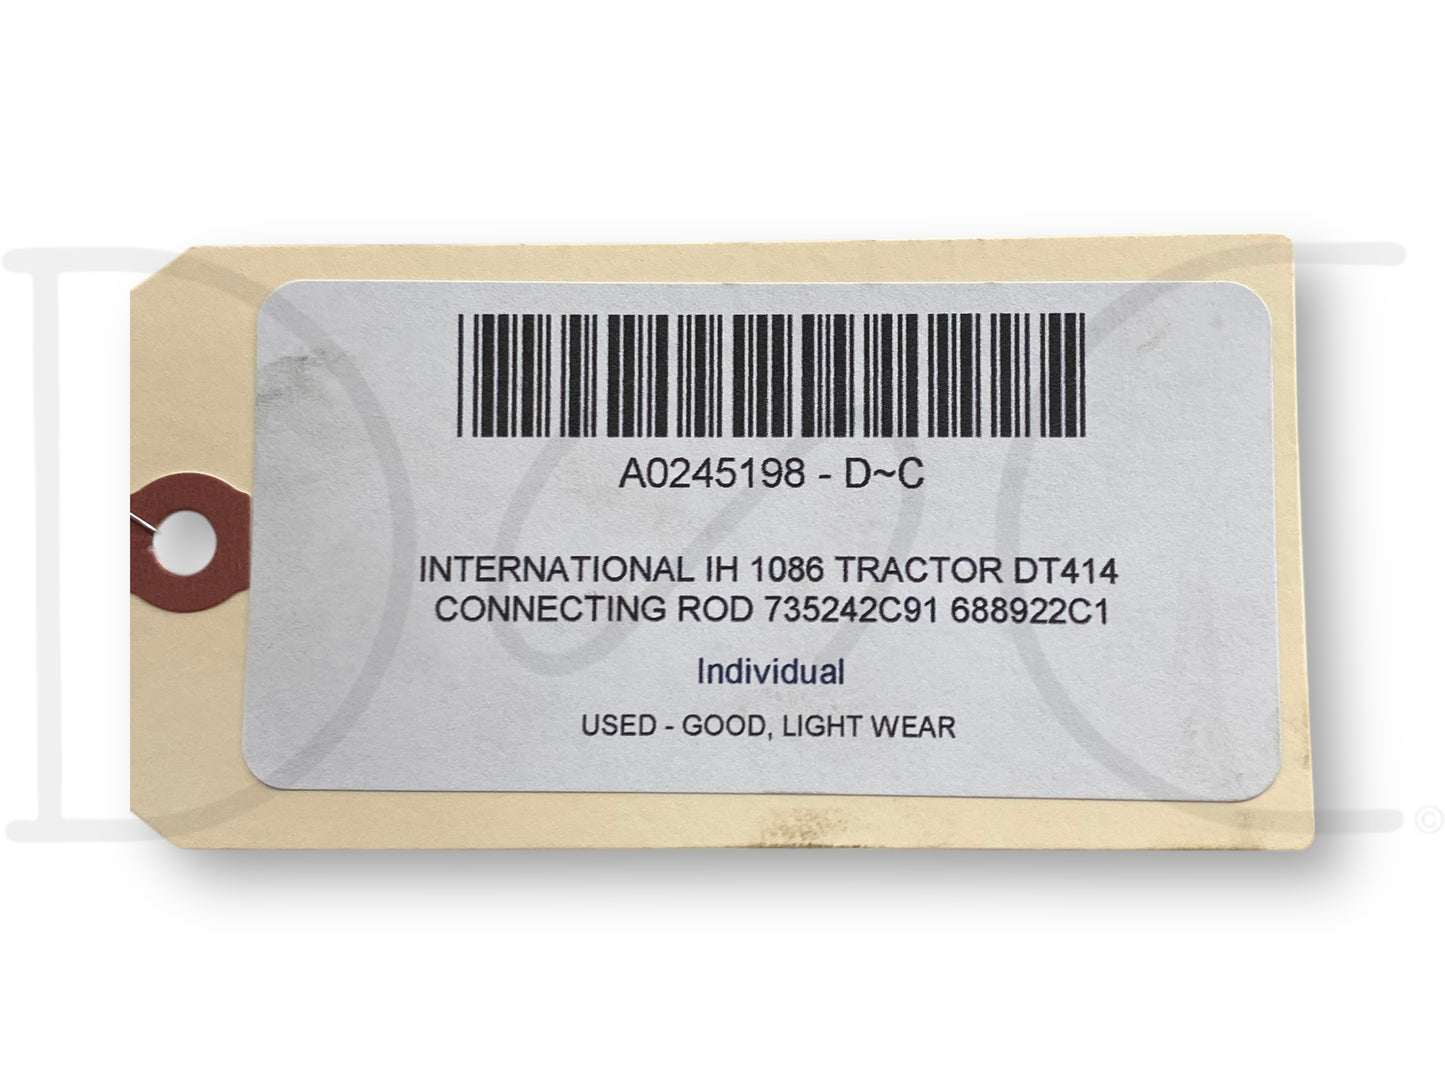 A0245198 - D~C
INTERNATIONAL IH 1086 TRACTOR DT414
CONNECTING ROD 735242C91 688922C1
Individual
USED - GOOD, LIGHT WEAR
D&C ©